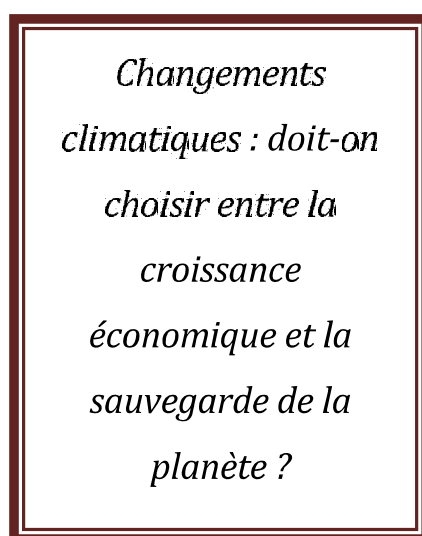 Changements
climatiques : doit-on
choisir entre la
croissance
économique et la
sauvegarde de la
planète ?